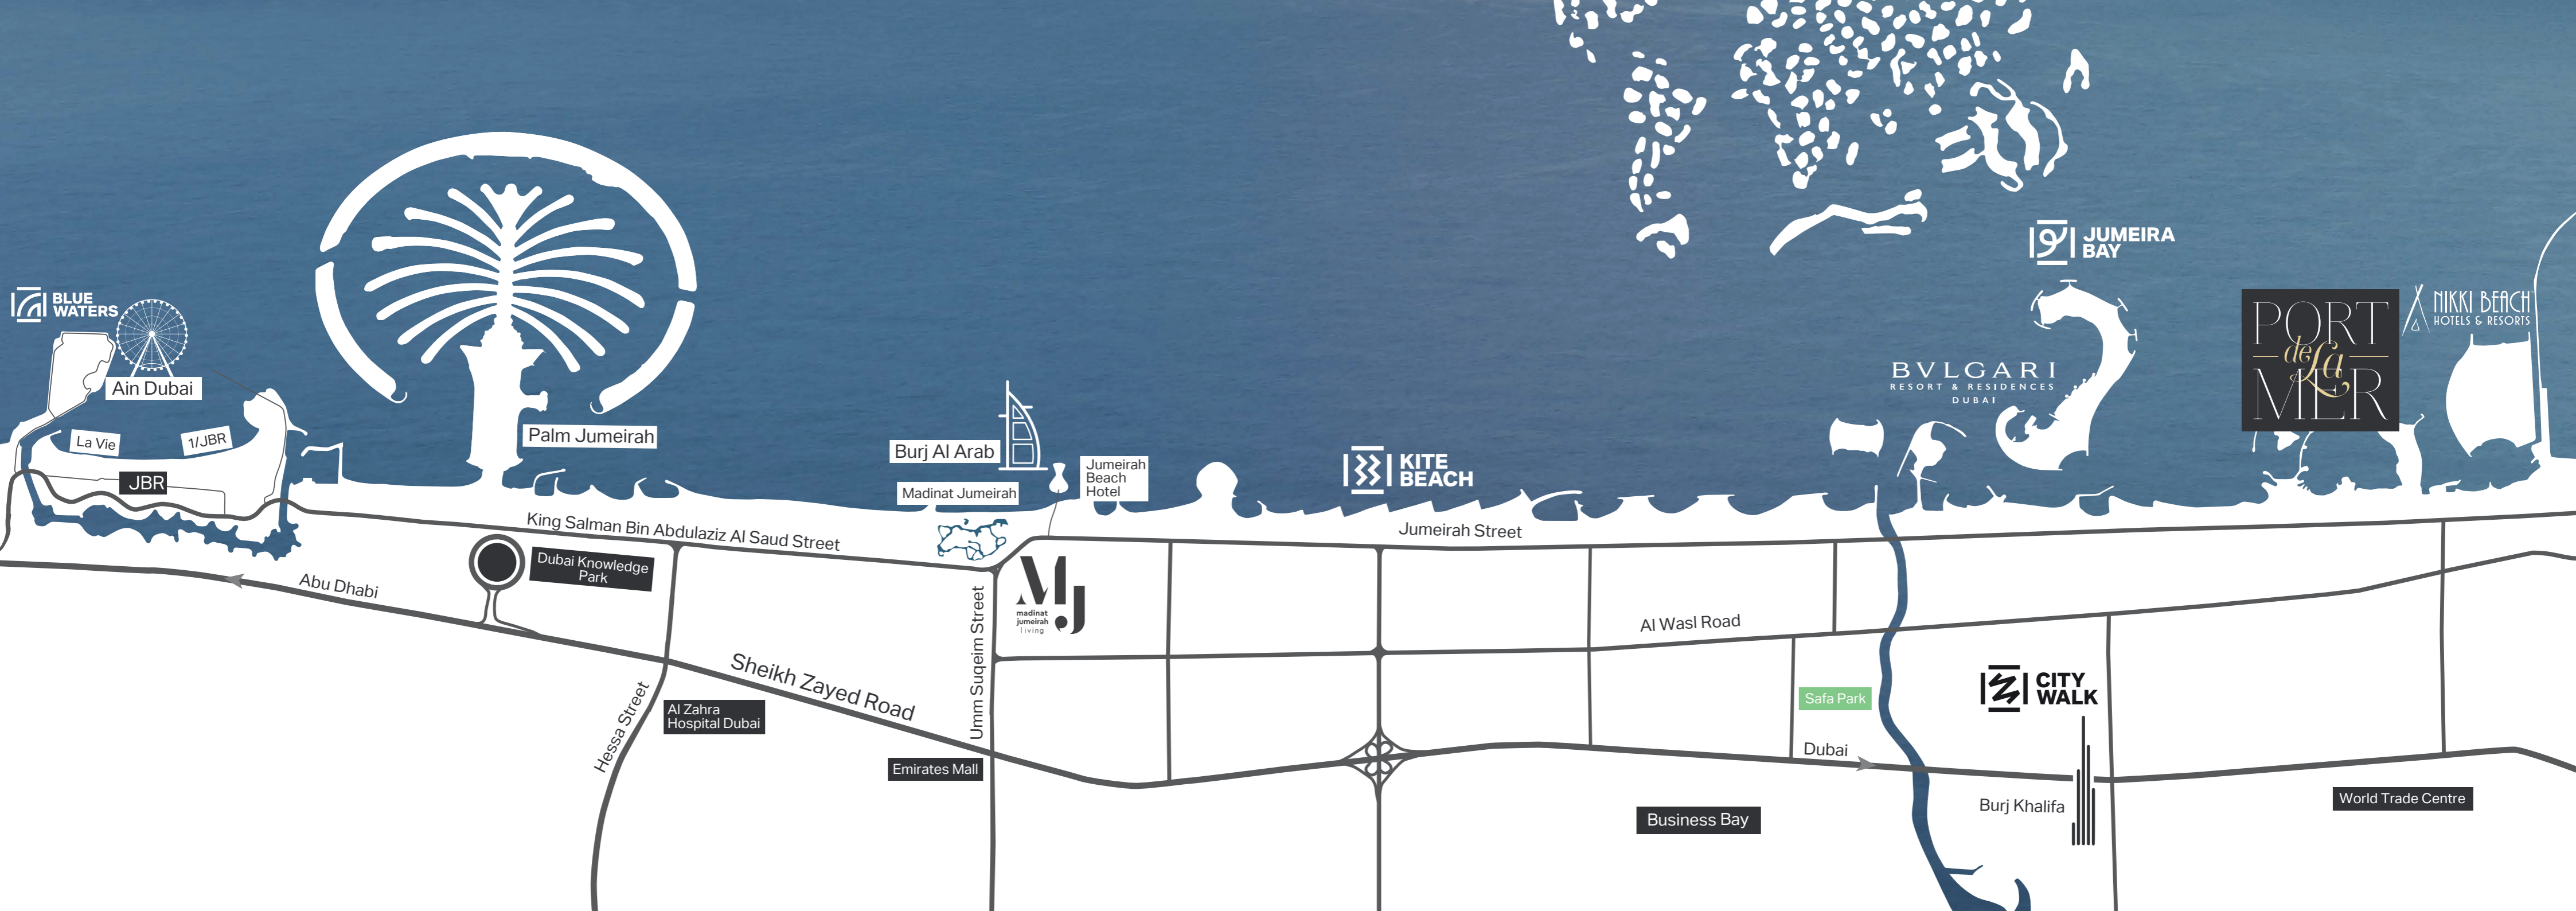 JUMEIRA
BAY
BLUE
WATERS
NIKKI BEACH
HOTELS & RESORTS
PORT
de la
MER
Ain Dubai
BVLGARI
RESORT & RESIDENCES
DUBAI
La Vie
1/JBR
Palm Jumeirah
Burj Al Arab
Jumeirah
Beach
Hotel
KITE
BEACH
JBR
Madinat Jumeirah
King Salman Bin Abdulaziz Al Saud Street
Jumeirah Street
Dubai Knowledge
Park
Abu Dhabi
MJ
madinat
jumeirah
living
Umm Suqeim Street
Al Wasl Road
Sheikh Zayed Road
Hessa Street
Al Zahra
Hospital Dubai
Safa Park
CITY
WALK
Emirates Mall
Dubai
Burj Khalifa
World Trade Centre
Business Bay